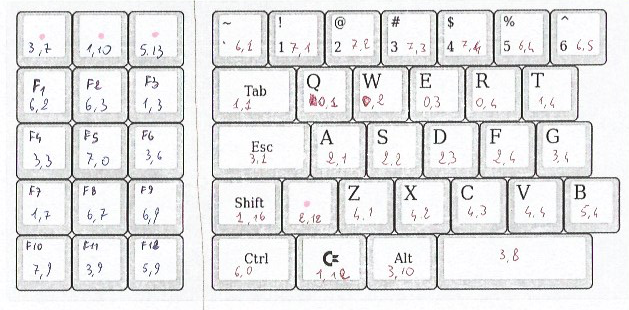 3,7 1,10 5.13
F1 F2 F3
6,2 6,3 1,3
F4 F5 F6
3,3 7,0 3,6
F7 F8 F9
1,7 6,7 6,9
F10 F11 F12
7,9 3,9 5,9
~ ! @ # $ % ^
` 6,2 1 7,1 2 7.2 3 7,3 4 7,4 5 6,4 6 6,5
Tab Q W E R T
1,1 0,1 0,2 0,3 0,4 1,4
Esc A S D F G
3,2 2,1 2,2 2,3 2,4 3,4
Shift Z X C V B
1,16 2,12 4,1 4,2 4,3 4,4 5,4
Ctrl C= Alt 3,8
6,0 1,12 3,10